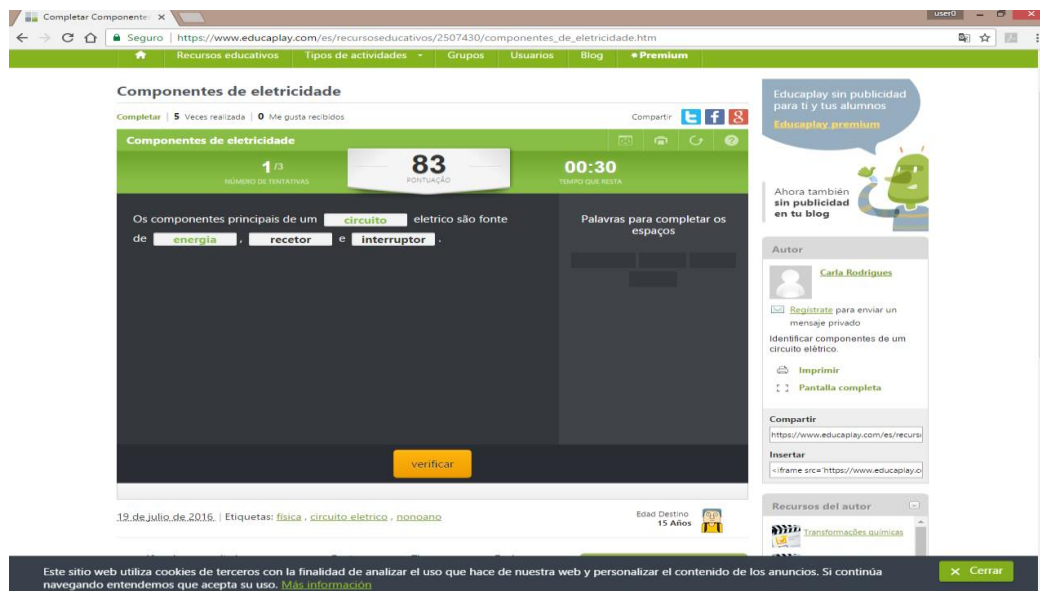 Completar Componente:
user0
Seguro | https://www.educaplay.com/es/recursoseducativos/2507430/componentes_de_eletricidade.htm
Recursos educativos Tipos de actividades Grupos Usuarios Blog Premium
Componentes de eletricidade
Completar | 5 Veces realizada | 0 Me gusta recibidos
Compartir
Componentes de eletricidade
1 /3
NÚMERO DE TENTATIVAS
83
PONTUAÇÃO
00:30
TEMPO QUE RESTA
Os componentes principais de um circuito eletrico são fonte
de energia , recetor e interruptor .
Palavras para completar os
espaços
verificar
19 de julio de 2016 | Etiquetas: fisica , circuito eletrico , nonoano
Edad Destino
15 Años
Educaplay sin publicidad
para ti y tus alumnos
Educaplay premium
Ahora también
sin publicidad
en tu blog
Autor
Carla Rodrigues
Regístrate para enviar un
mensaje privado
Identificar componentes de um
circuito elétrico.
Imprimir
Pantalla completa
Compartir
https://www.educaplay.com/es/recurs
Insertar
<iframe src='https://www.educaplay.c
Recursos del autor
Transformações químicas
Este sitio web utiliza cookies de terceros con la finalidad de analizar el uso que hace de nuestra web y personalizar el contenido de los anuncios. Si continúa
navegando entendemos que acepta su uso. Más información
Cerrar